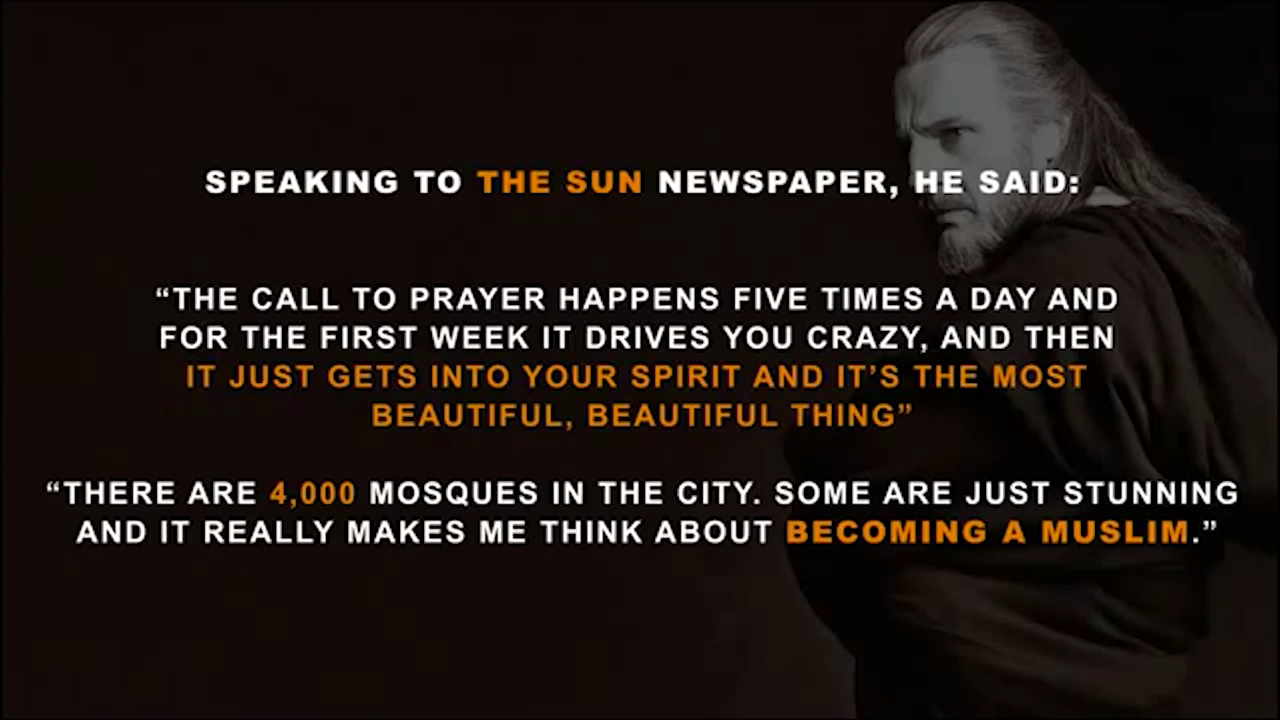 SPEAKING TO THE SUN NEWSPAPER, HE SAID:
“THE CALL TO PRAYER HAPPENS FIVE TIMES A DAY AND
FOR THE FIRST WEEK IT DRIVES YOU CRAZY, AND THEN
IT JUST GETS INTO YOUR SPIRIT AND IT’S THE MOST
BEAUTIFUL, BEAUTIFUL THING”
“THERE ARE 4,000 MOSQUES IN THE CITY. SOME ARE JUST STUNNING
AND IT REALLY MAKES ME THINK ABOUT BECOMING A MUSLIM.”